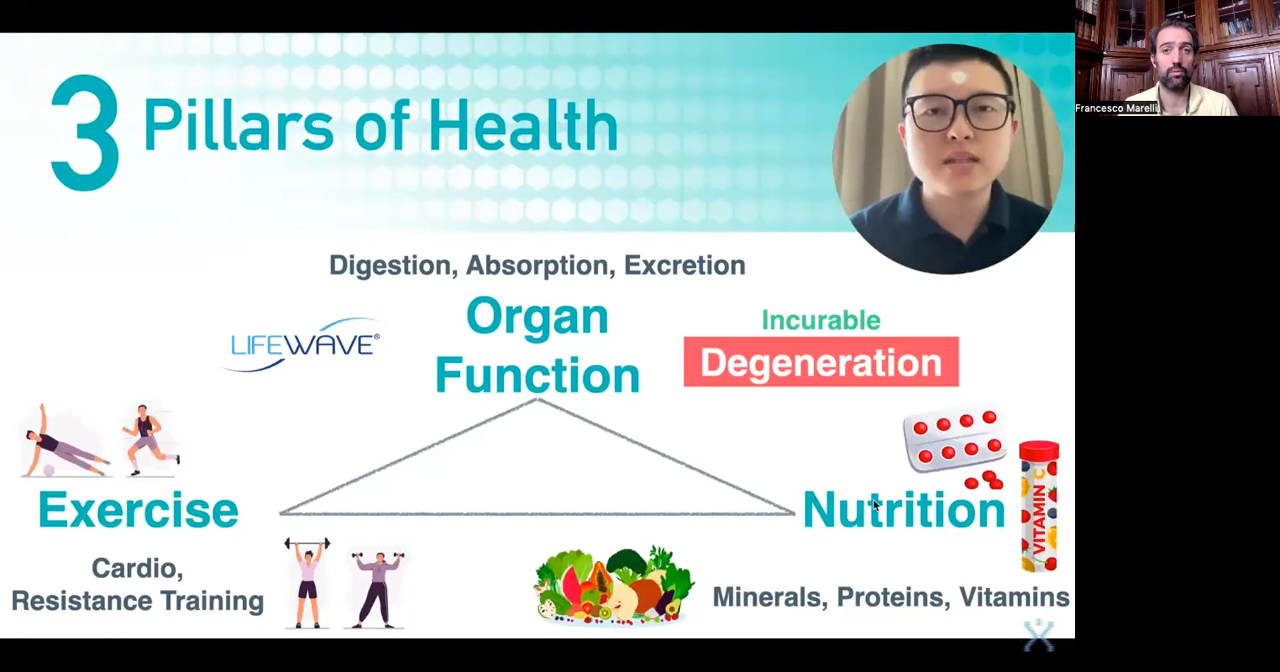 3 Pillars of Health
Francesco Marelli
Digestion, Absorption, Excretion
LIFEWAVE®
Organ
Function
Incurable
Degeneration
Exercise
Nutrition
VITAMIN C
Cardio,
Resistance Training
Minerals, Proteins, Vitamins